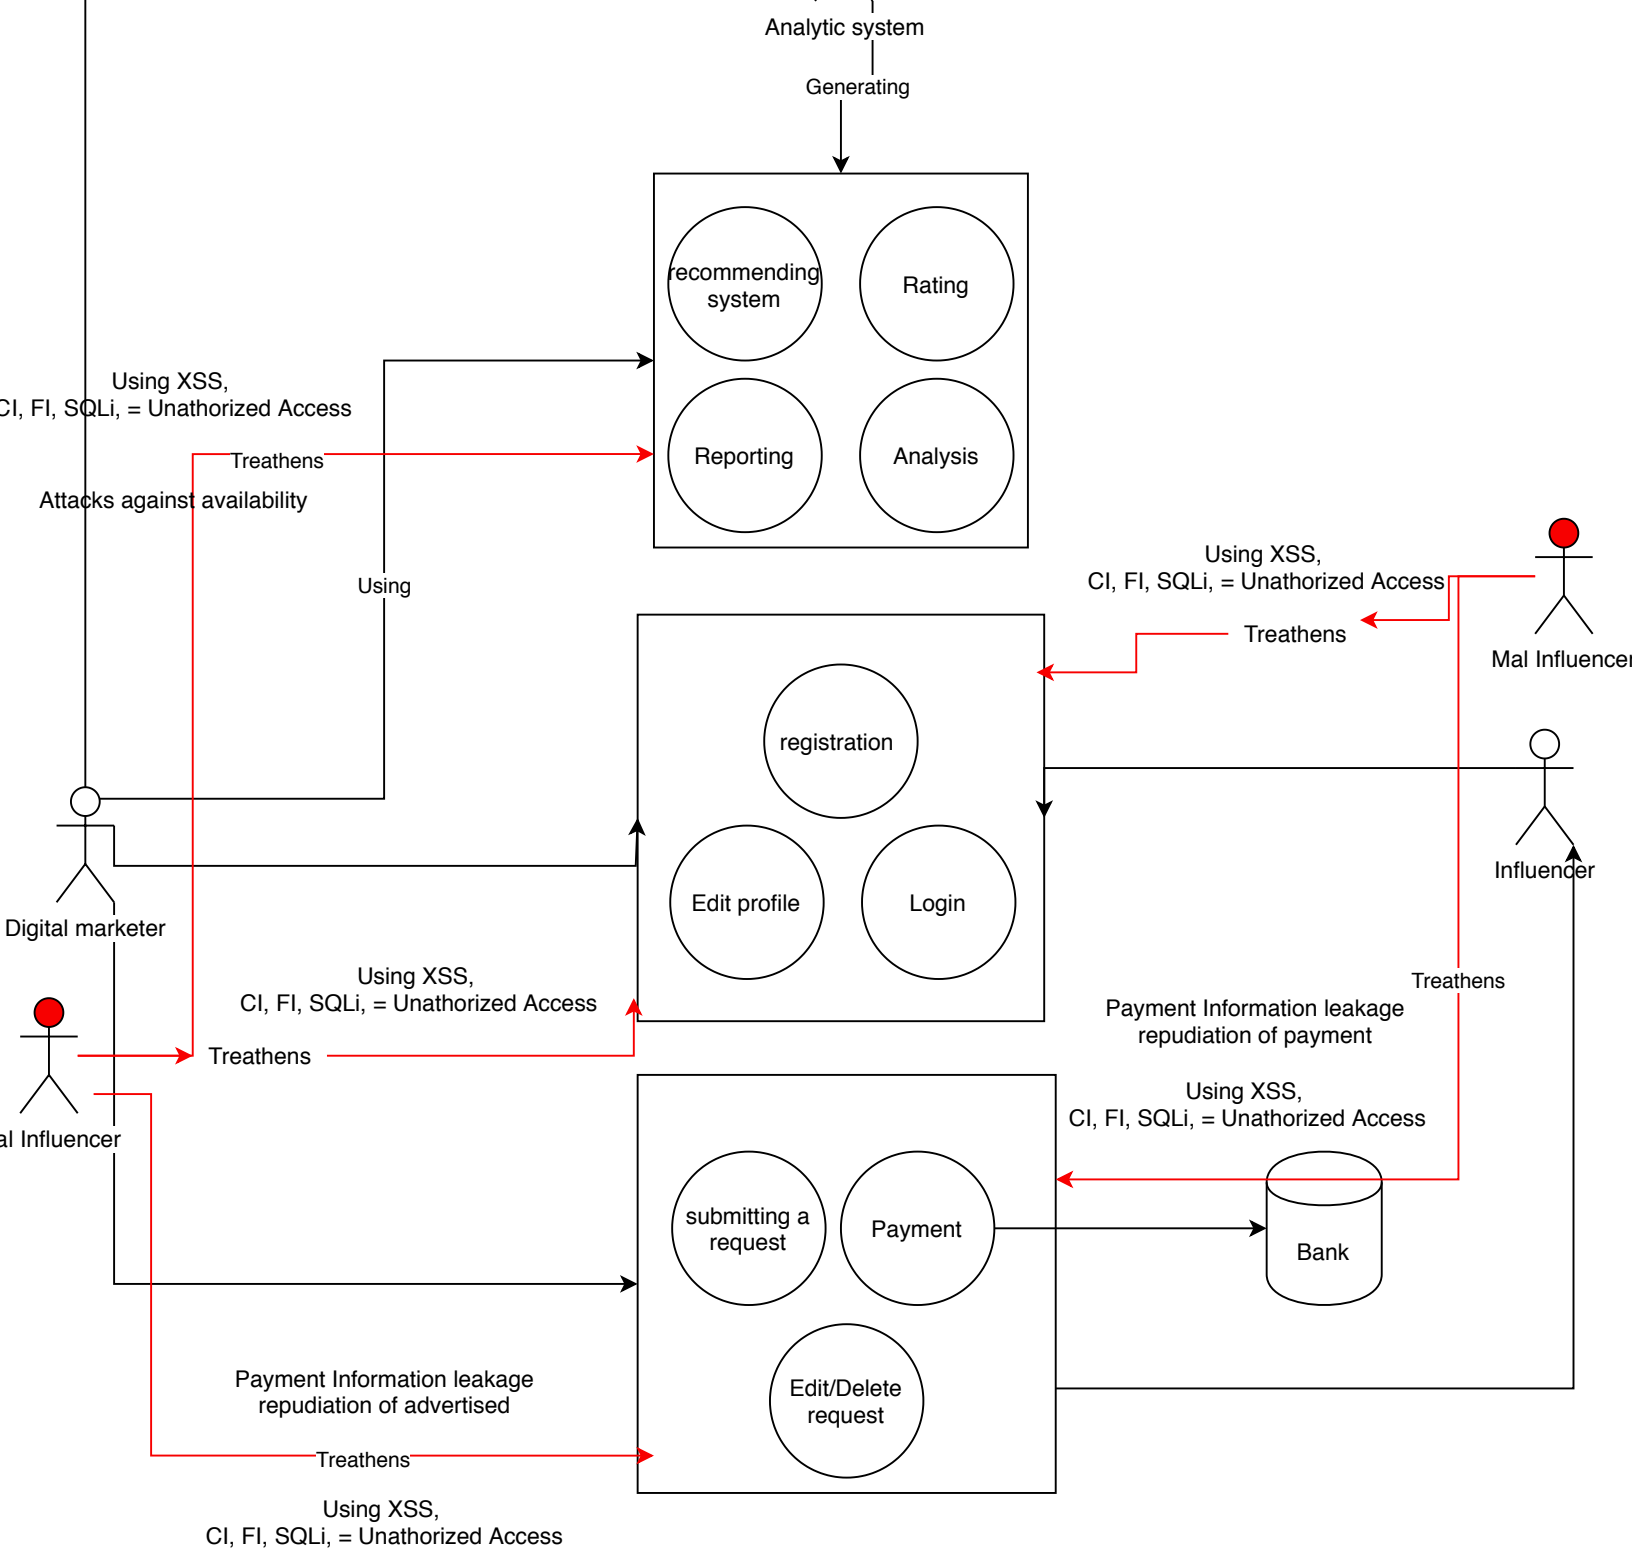 Analytic system
Generating
recommending
system
Rating
Using XSS,
CI, FI, SQLi, = Unathorized Access
Treathens
Reporting
Analysis
Attacks against availability
Using
Using XSS,
CI, FI, SQLi, = Unathorized Access
Treathens
Mal Influencer
registration
Influencer
Edit profile
Login
Digital marketer
Using XSS,
CI, FI, SQLi, = Unathorized Access
Treathens
Treathens
Payment Information leakage
repudiation of payment
Using XSS,
CI, FI, SQLi, = Unathorized Access
al Influencer
submitting a
request
Payment
Bank
Edit/Delete
request
Payment Information leakage
repudiation of advertised
Treathens
Using XSS,
CI, FI, SQLi, = Unathorized Access